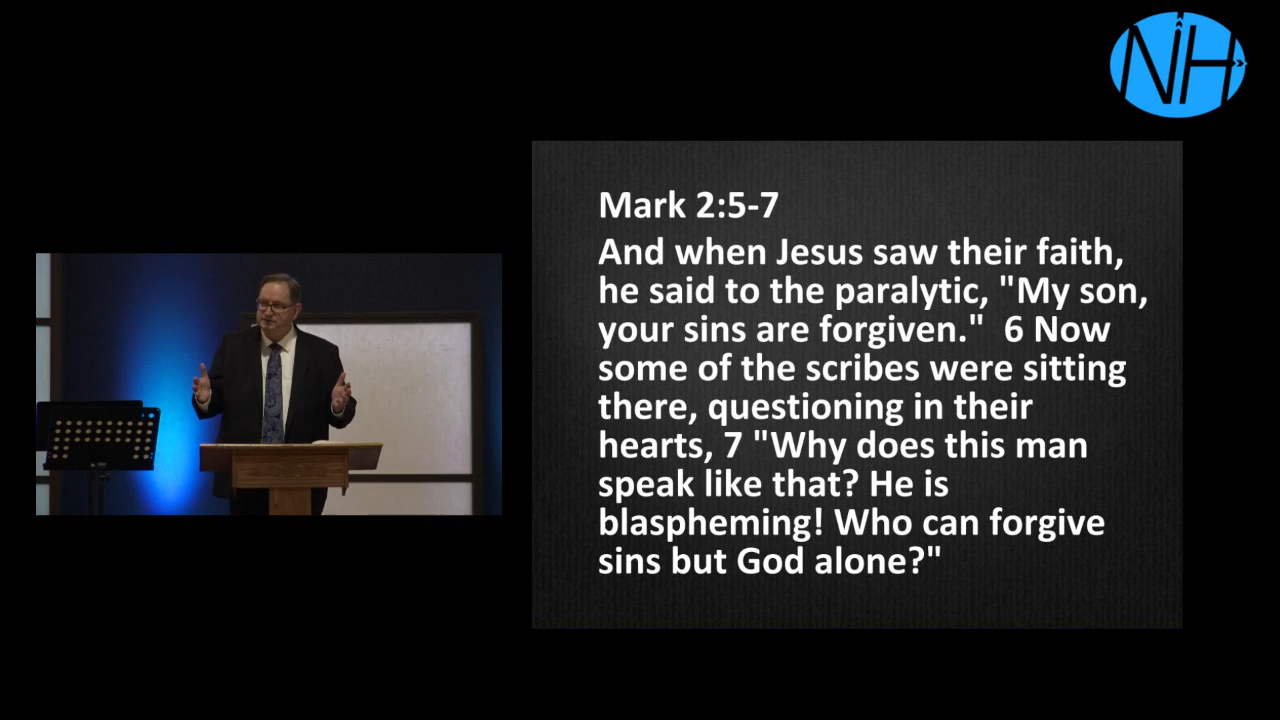 NH
Mark 2:5-7
And when Jesus saw their faith,
he said to the paralytic, "My son,
your sins are forgiven."  6 Now
some of the scribes were sitting
there, questioning in their
hearts, 7 "Why does this man
speak like that? He is
blaspheming! Who can forgive
sins but God alone?"